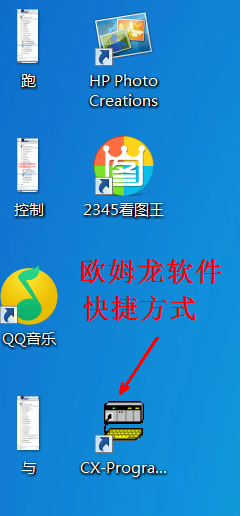 跑
HP Photo
Creations
控制
2345看图王
图
QQ音乐
欧姆龙软件
快捷方式
与
CX-Progra...